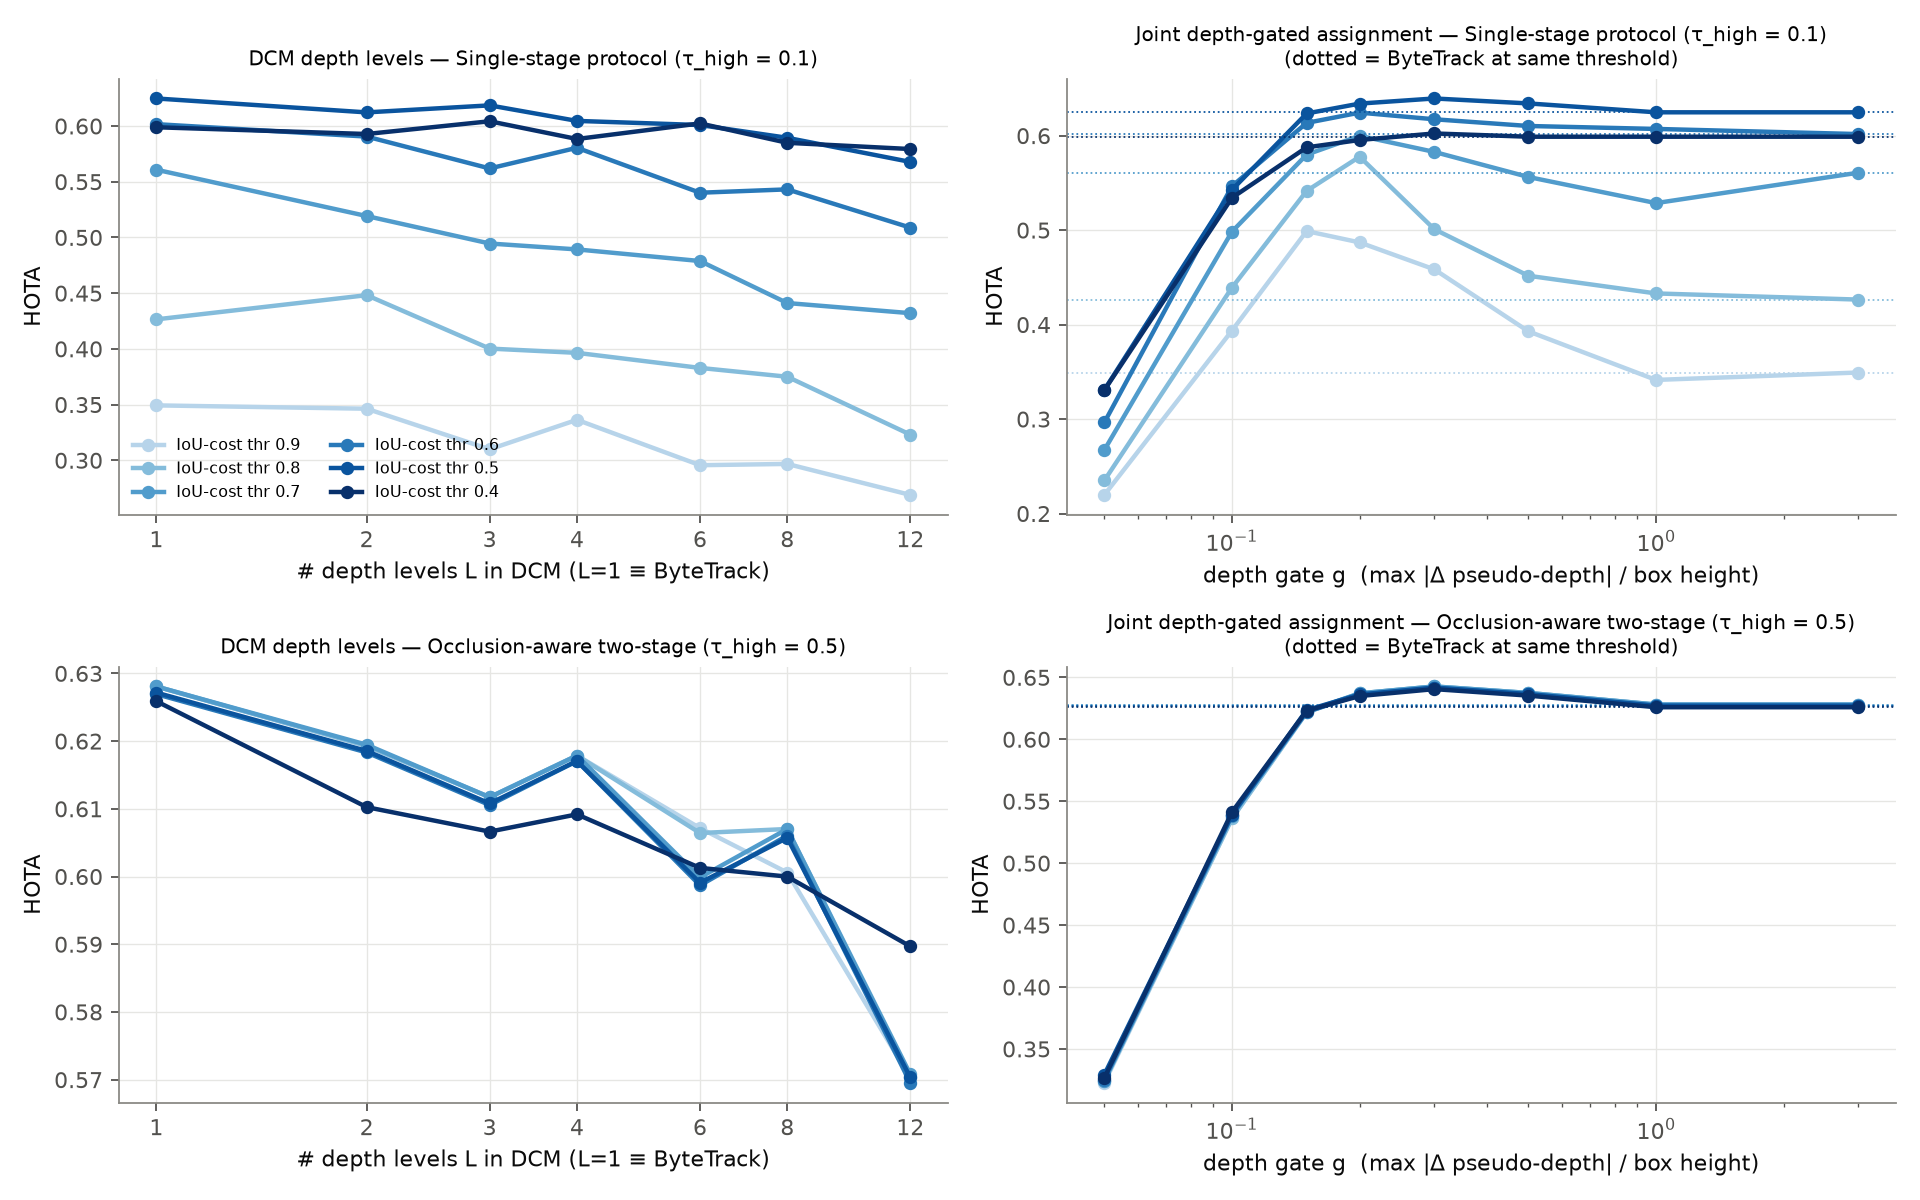 DCM depth levels — Single-stage protocol (τ_high = 0.1)
HOTA
0.60
0.55
0.50
0.45
0.40
0.35
0.30
IoU-cost thr 0.9
IoU-cost thr 0.8
IoU-cost thr 0.7
IoU-cost thr 0.6
IoU-cost thr 0.5
IoU-cost thr 0.4
1 2 3 4 6 8 12
# depth levels L in DCM (L=1 ≡ ByteTrack)
Joint depth-gated assignment — Single-stage protocol (τ_high = 0.1)
(dotted = ByteTrack at same threshold)
HOTA
0.6
0.5
0.4
0.3
0.2
10⁻¹ 10⁰
depth gate g (max |Δ pseudo-depth| / box height)
DCM depth levels — Occlusion-aware two-stage (τ_high = 0.5)
HOTA
0.63
0.62
0.61
0.60
0.59
0.58
0.57
1 2 3 4 6 8 12
# depth levels L in DCM (L=1 ≡ ByteTrack)
Joint depth-gated assignment — Occlusion-aware two-stage (τ_high = 0.5)
(dotted = ByteTrack at same threshold)
HOTA
0.65
0.60
0.55
0.50
0.45
0.40
0.35
10⁻¹ 10⁰
depth gate g (max |Δ pseudo-depth| / box height)